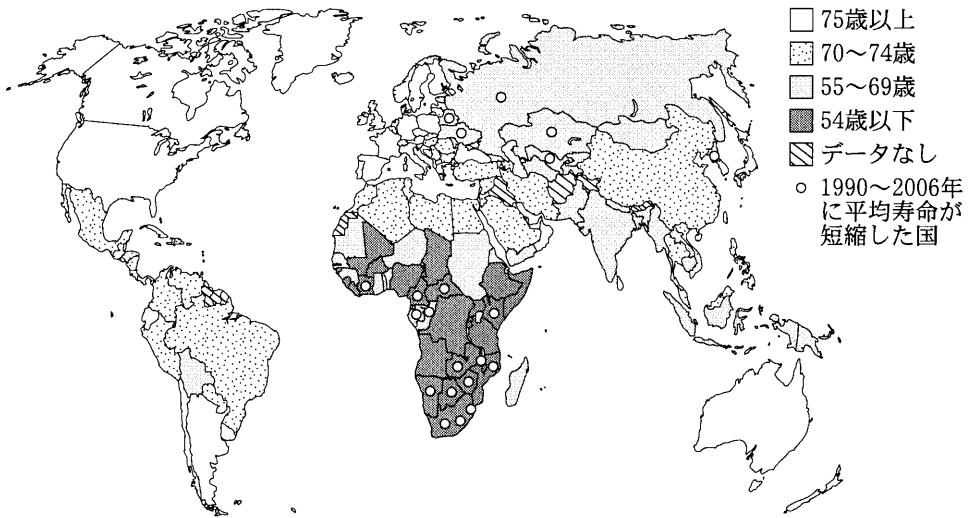 75歳以上
70〜74歳
55〜69歳
54歳以下
データなし
1990〜2006年
に平均寿命が
短縮した国